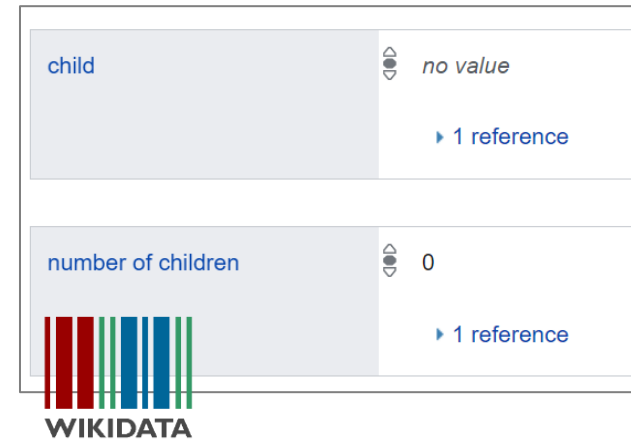 child
no value
1 reference
number of children
0
1 reference
WIKIDATA